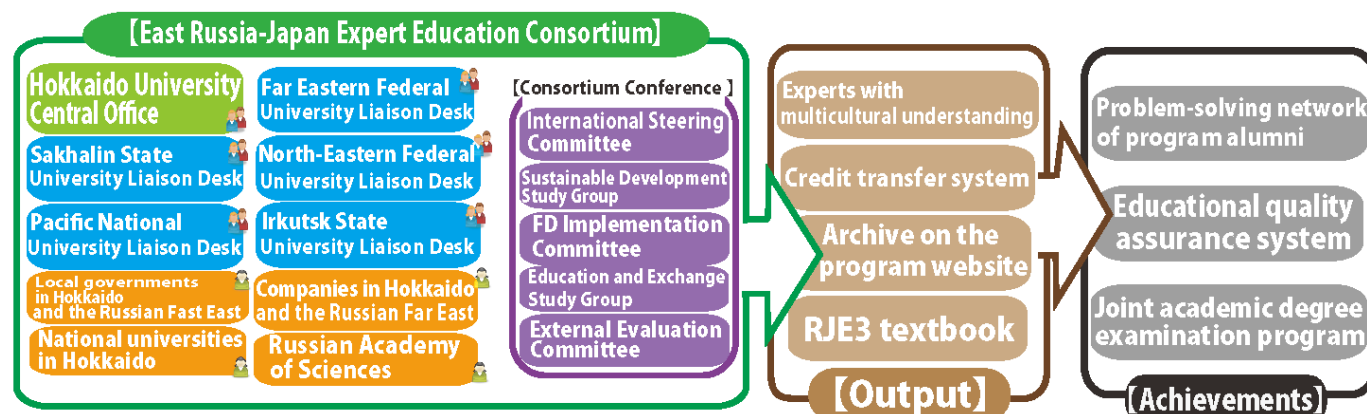 【East Russia-Japan Expert Education Consortium】
Hokkaido University
Central Office
Far Eastern Federal
University Liaison Desk
Sakhalin State
University Liaison Desk
North-Eastern Federal
University Liaison Desk
Pacific National
University Liaison Desk
Irkutsk State
University Liaison Desk
Local governments
in Hokkaido
and the Russian Fast East
Companies in Hokkaido
and the Russian Far East
National universities
in Hokkaido
Russian Academy
of Sciences
【Consortium Conference】
International Steering
Committee
Sustainable Development
Study Group
FD Implementation
Committee
Education and Exchange
Study Group
External Evaluation
Committee
Experts with
multicultural understanding
Credit transfer system
Archive on the
program website
RJE3 textbook
【Output】
Problem-solving network
of program alumni
Educational quality
assurance system
Joint academic degree
examination program
【Achievements】